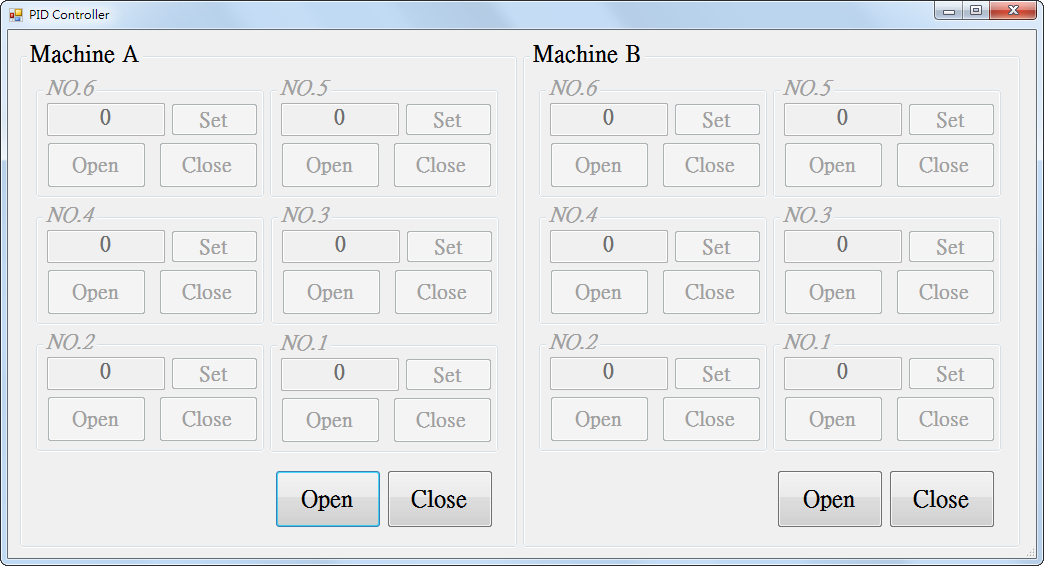 PID Controller
Machine A Machine B
NO.6 NO.5 NO.6 NO.5
0 Set 0 Set 0 Set 0 Set
Open Close Open Close Open Close Open Close
NO.4 NO.3 NO.4 NO.3
0 Set 0 Set 0 Set 0 Set
Open Close Open Close Open Close Open Close
NO.2 NO.1 NO.2 NO.1
0 Set 0 Set 0 Set 0 Set
Open Close Open Close Open Close Open Close
Open Close Open Close